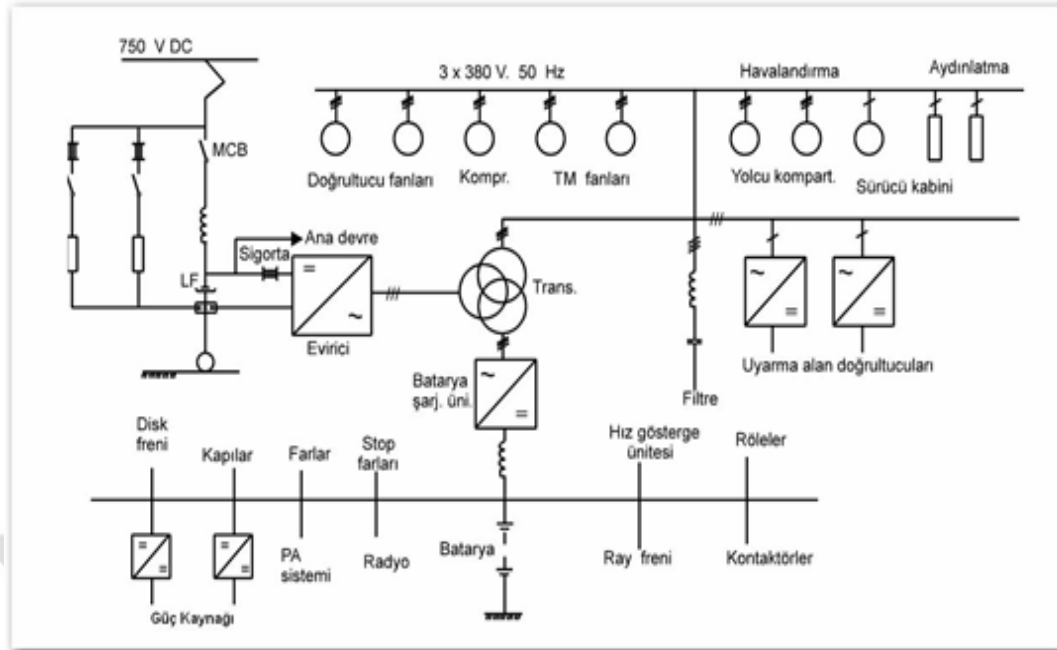 750 V DC
3 x 380 V. 50 Hz
Havalandırma
Aydınlatma
MCB
Doğrultucu fanları
Kompr.
TM fanları
Yolcu kompart.
Sürücü kabini
Ana devre
Sigorta
LF
Trans.
Evirici
Uyarma alan doğrultucuları
Batarya
şarj. üni.
Filtre
Disk
freni
Kapılar
Farlar
Stop
farları
Hız gösterge
ünitesi
Röleler
PA
sistemi
Radyo
Batarya
Ray freni
Kontaktörler
Güç Kaynağı